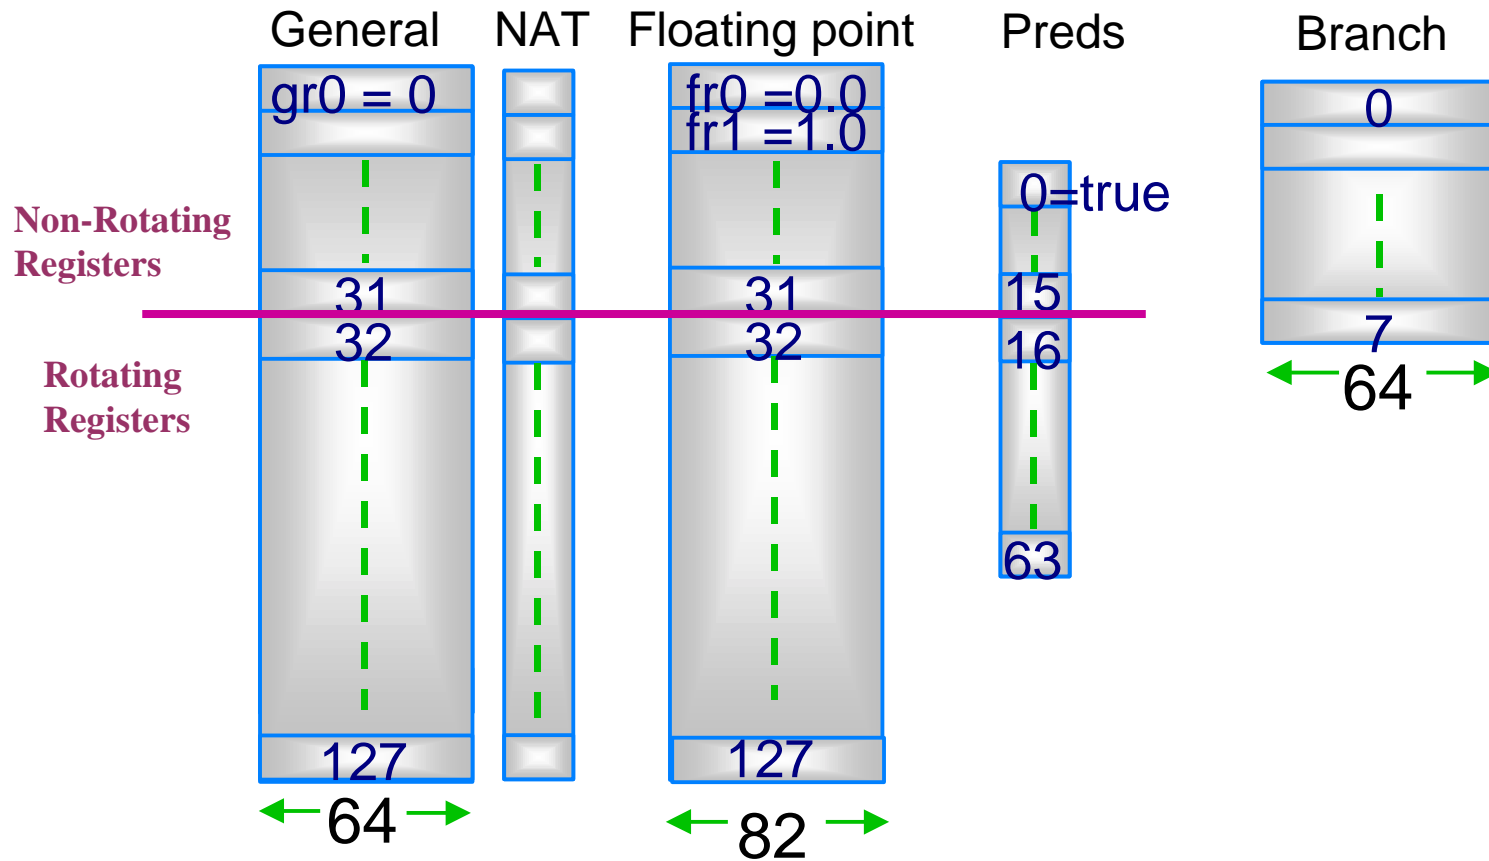 General NAT Floating point Preds Branch
gr0 = 0
fr0 =0.0
fr1 =1.0
0
0=true
Non-Rotating
Registers
31
31
15
32
32
16
7
Rotating
Registers
64
63
127
127
64
82